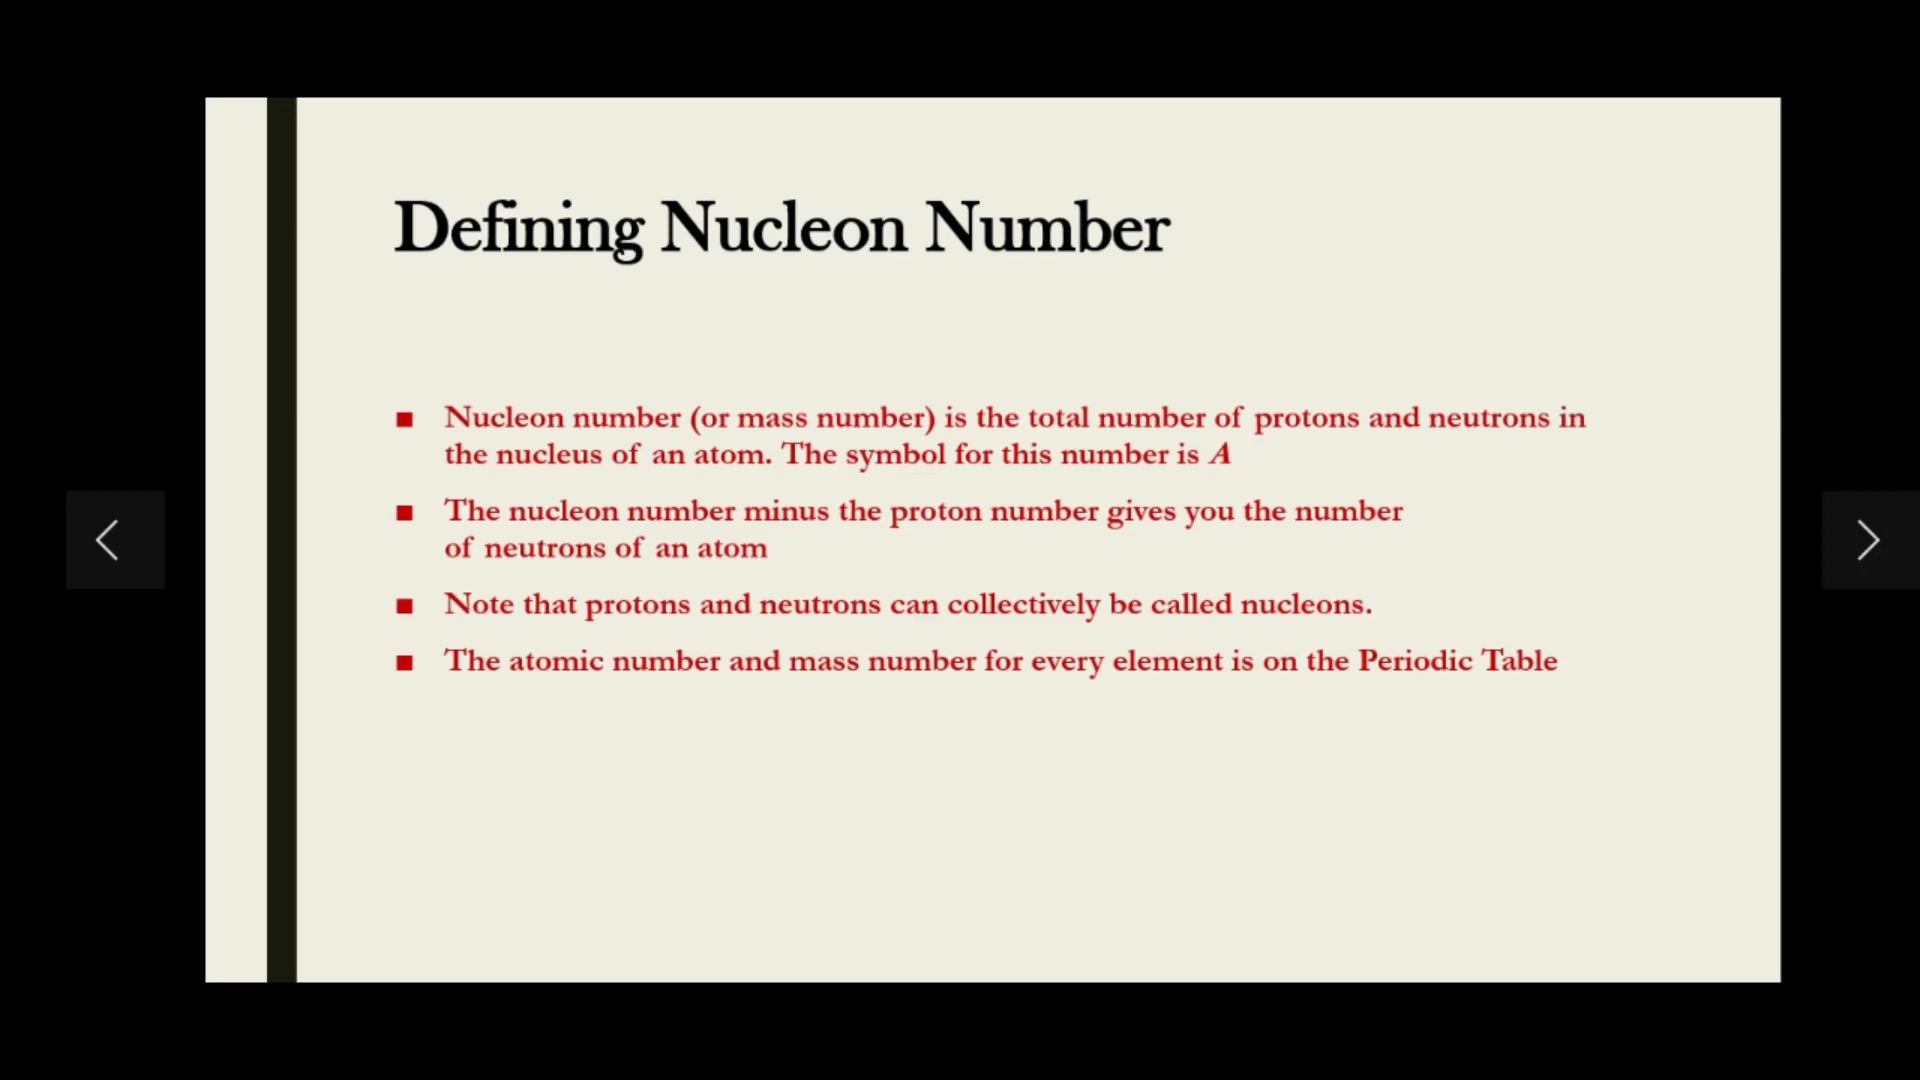 Defining Nucleon Number
■ Nucleon number (or mass number) is the total number of protons and neutrons in
the nucleus of an atom. The symbol for this number is A
■ The nucleon number minus the proton number gives you the number
of neutrons of an atom
■ Note that protons and neutrons can collectively be called nucleons.
■ The atomic number and mass number for every element is on the Periodic Table